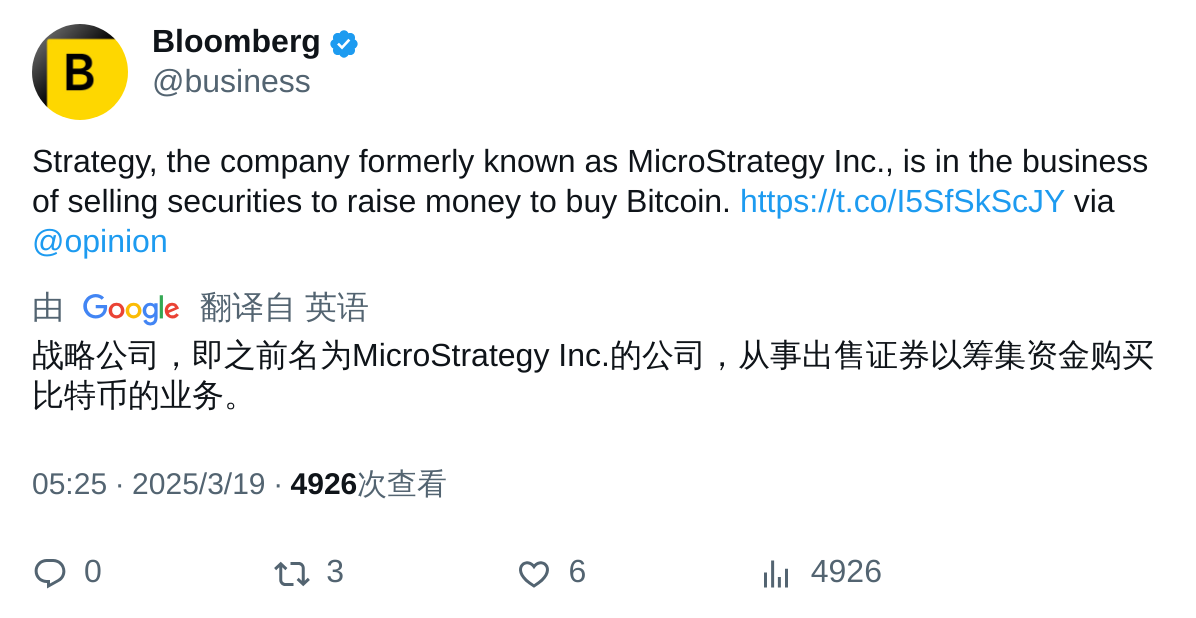 B
Bloomberg
@business
Strategy, the company formerly known as MicroStrategy Inc., is in the business
of selling securities to raise money to buy Bitcoin. https://t.co/I5SfSkScJY via
@opinion
由 Google 翻译自 英语
战略公司，即之前名为MicroStrategy Inc.的公司，从事出售证券以筹集资金购买
比特币的业务。
05:25 · 2025/3/19 · 4926次查看
0 3 6 4926